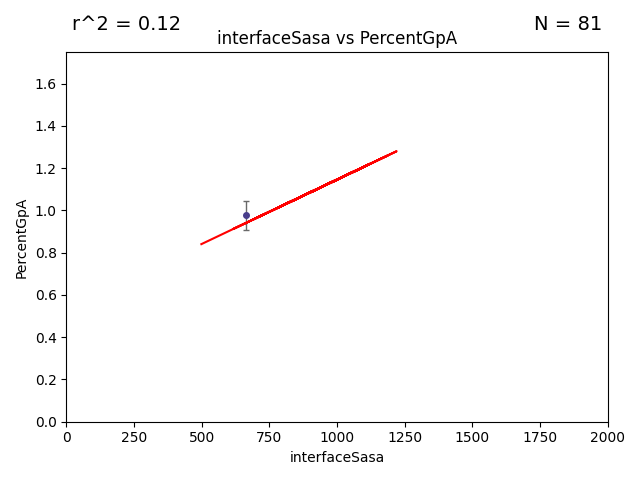 r^2 = 0.12
N = 81
interfaceSasa vs PercentGpA
1.6
1.4
1.2
1.0
0.8
0.6
0.4
0.2
0.0
PercentGpA
0 250 500 750 1000 1250 1500 1750 2000
interfaceSasa